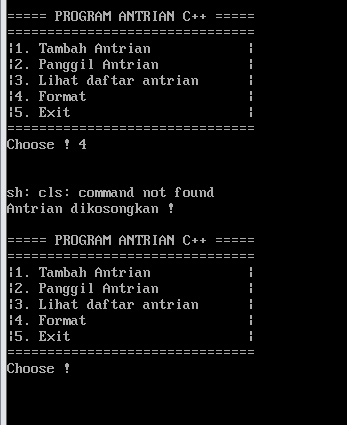 ===== PROGRAM ANTRIAN C++ =====
===============================
¦1. Tambah Antrian            ¦
¦2. Panggil Antrian           ¦
¦3. Lihat daftar antrian      ¦
¦4. Format                    ¦
¦5. Exit                      ¦
===============================
Choose ! 4
sh: cls: command not found
Antrian dikosongkan !
===== PROGRAM ANTRIAN C++ =====
===============================
¦1. Tambah Antrian            ¦
¦2. Panggil Antrian           ¦
¦3. Lihat daftar antrian      ¦
¦4. Format                    ¦
¦5. Exit                      ¦
===============================
Choose !